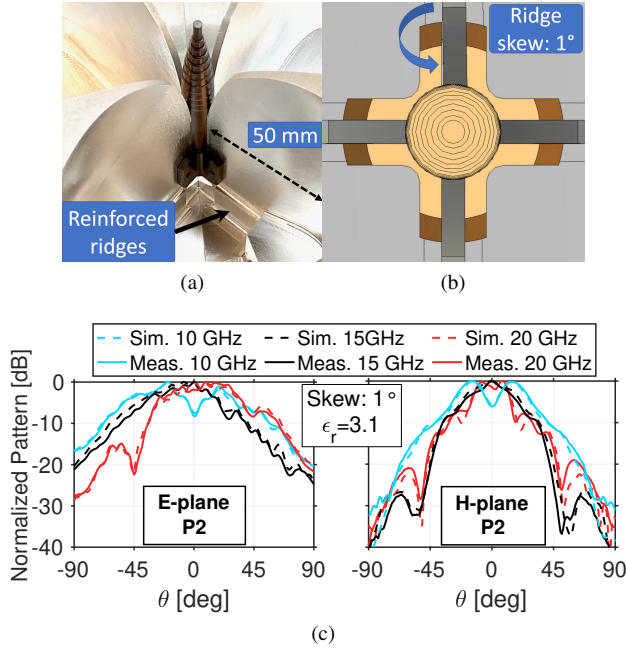 50 mm
Reinforced
ridges
Ridge
skew: 1°
(a)
(b)
Sim. 10 GHz
Sim. 15GHz
Sim. 20 GHz
Meas. 10 GHz
Meas. 15 GHz
Meas. 20 GHz
Normalized Pattern [dB]
0
-10
-20
-30
-40
Skew: 1°
ϵr=3.1
E-plane
P2
H-plane
P2
-90
-45
0
45
90
-90
-45
0
45
90
θ [deg]
θ [deg]
(c)